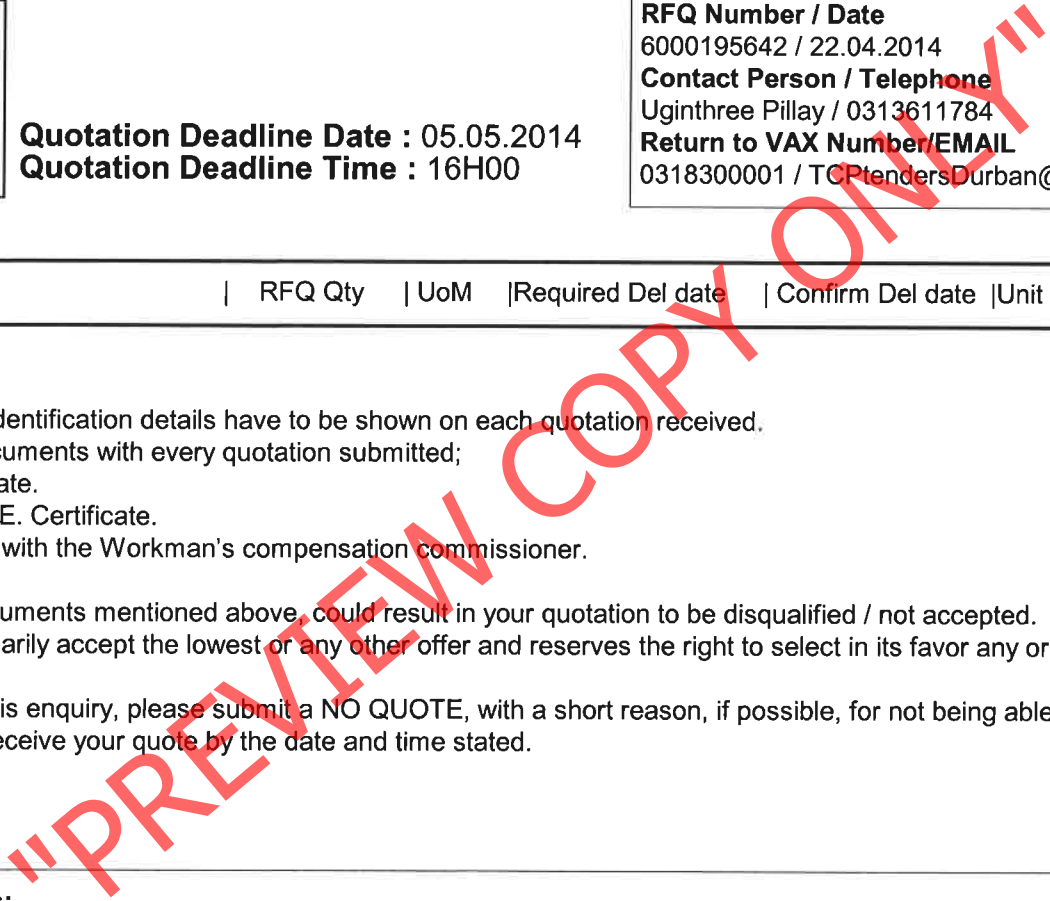 RFQ Number / Date
6000195642 / 22.04.2014
Contact Person / Telephone
Uginthree Pillay / 0313611784
Return to VAX Number/EMAIL
0318300001 / TCPtendersDurban@
Quotation Deadline Date : 05.05.2014
Quotation Deadline Time : 16H00
| RFQ Qty | UoM |Required Del date | Confirm Del date |Unit
dentification details have to be shown on each quotation received.
cuments with every quotation submitted;
ate.
E. Certificate.
with the Workman's compensation commissioner.
uments mentioned above, could result in your quotation to be disqualified / not accepted.
arily accept the lowest or any other offer and reserves the right to select in its favor any or
is enquiry, please submit a NO QUOTE, with a short reason, if possible, for not being able
eceive your quote by the date and time stated.
"PREVIEW COPY ONLY"